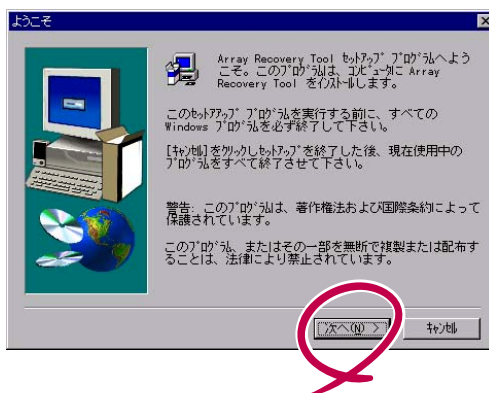 ようこそ
Array Recovery Tool ｾｯﾄｱｯﾌﾟ ﾌﾟﾛｸﾞﾗﾑへよう
こそ。このﾌﾟﾛｸﾞﾗﾑは、ｺﾝﾋﾟｭｰﾀに Array
Recovery Tool をｲﾝｽﾄｰﾙします。
このｾｯﾄｱｯﾌﾟ ﾌﾟﾛｸﾞﾗﾑを実行する前に、すべての
Windows ﾌﾟﾛｸﾞﾗﾑを必ず終了して下さい。
[ｷｬﾝｾﾙ]をｸﾘｯｸしｾｯﾄｱｯﾌﾟを終了した後、現在使用中の
ﾌﾟﾛｸﾞﾗﾑをすべて終了させて下さい。
警告: このﾌﾟﾛｸﾞﾗﾑは、著作権法および国際条約によって
保護されています。
このﾌﾟﾛｸﾞﾗﾑ、またはその一部を無断で複製または配布す
ることは、法律により禁止されています。
次へ(N) >
ｷｬﾝｾﾙ